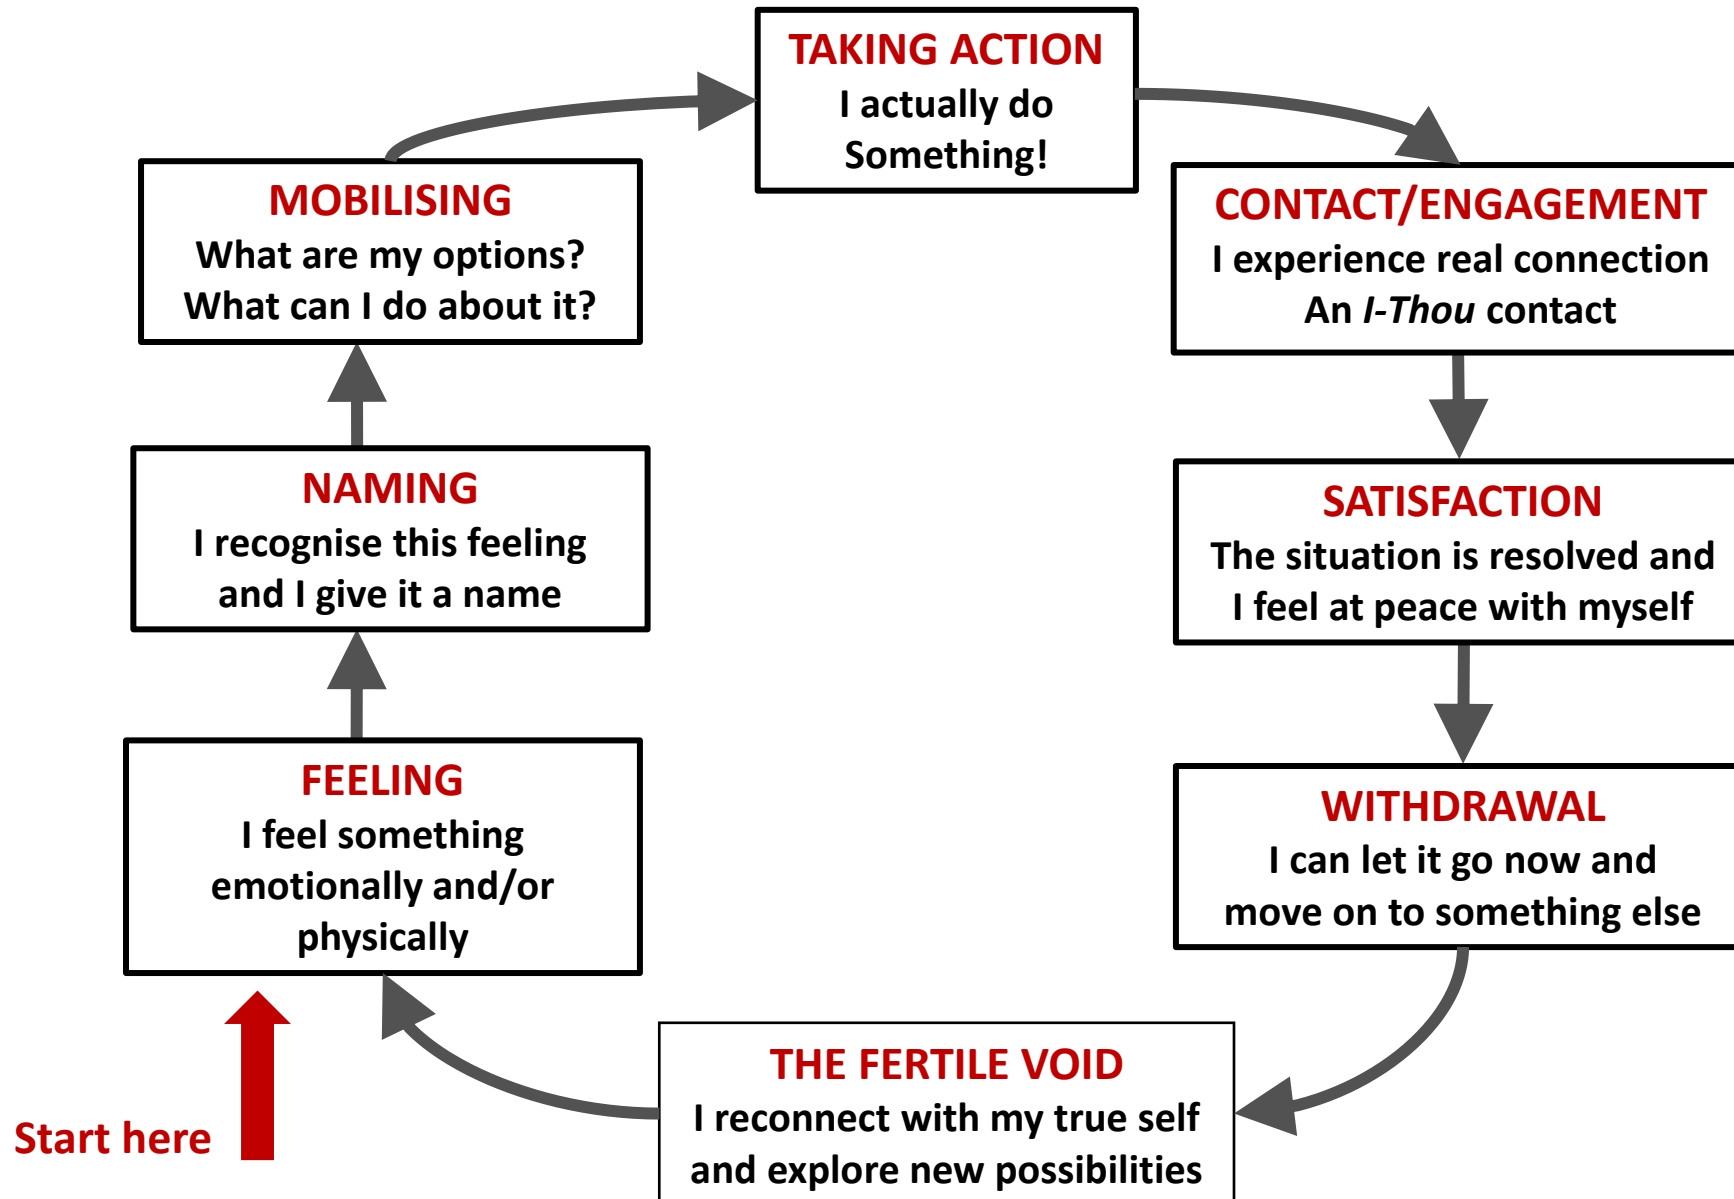 TAKING ACTION
I actually do
Something!
MOBILISING
What are my options?
What can I do about it?
CONTACT/ENGAGEMENT
I experience real connection
An I-Thou contact
NAMING
I recognise this feeling
and I give it a name
SATISFACTION
The situation is resolved and
I feel at peace with myself
FEELING
I feel something
emotionally and/or
physically
WITHDRAWAL
I can let it go now and
move on to something else
THE FERTILE VOID
I reconnect with my true self
and explore new possibilities
Start here